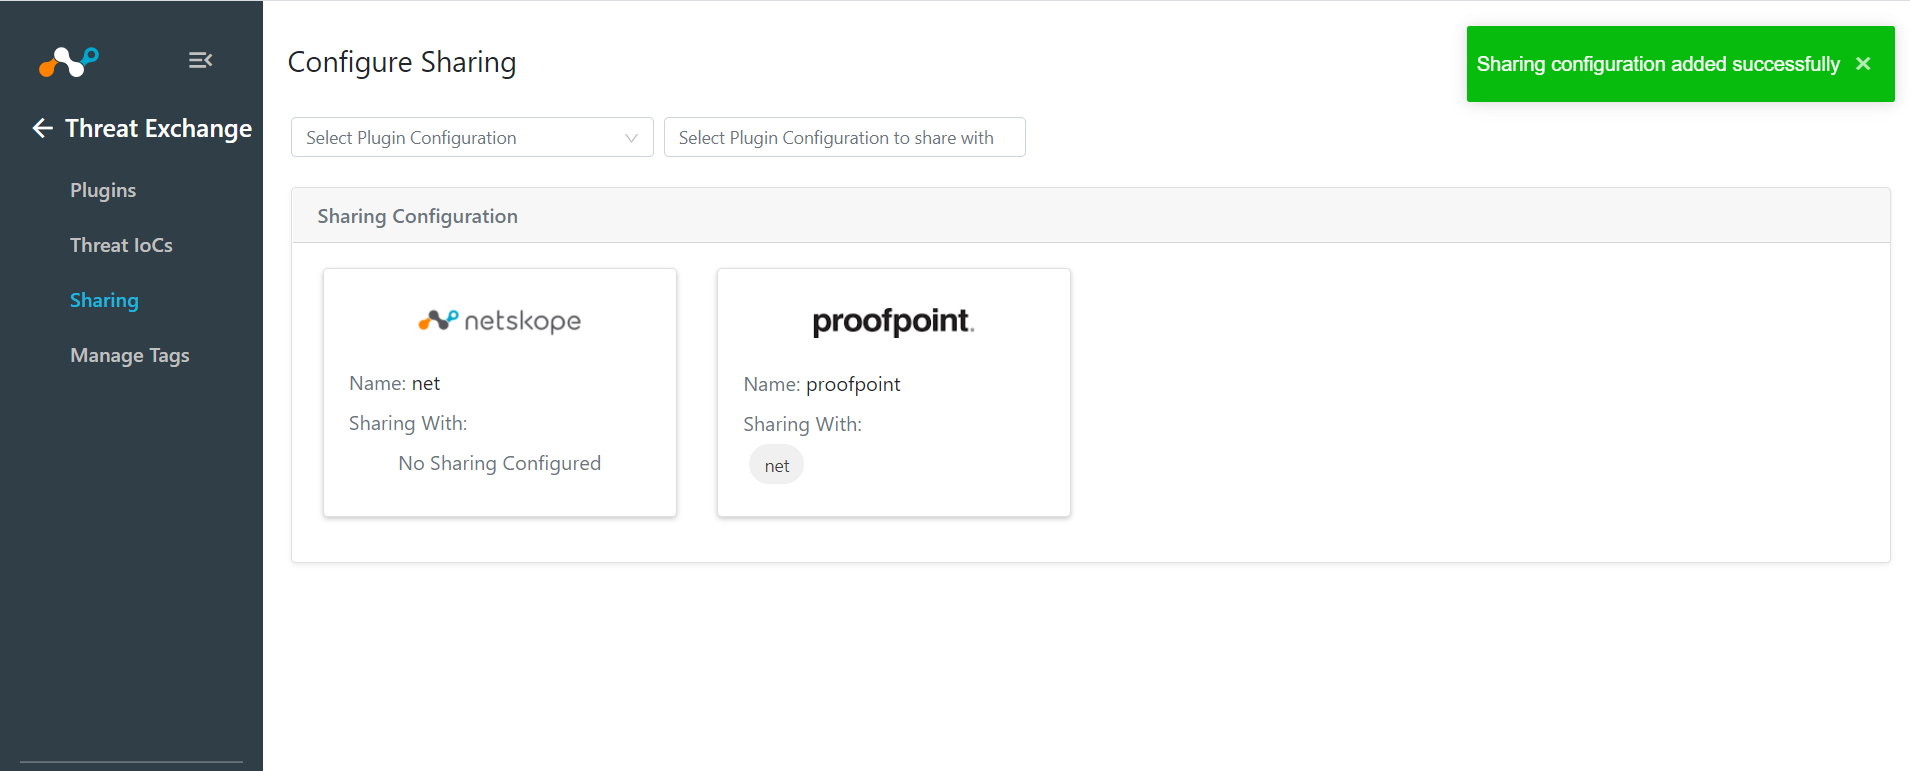 Threat Exchange
Plugins
Threat IoCs
Sharing
Manage Tags
Configure Sharing
Sharing configuration added successfully ×
Select Plugin Configuration
Select Plugin Configuration to share with
Sharing Configuration
netskope
Name: net
Sharing With:
No Sharing Configured
proofpoint.
Name: proofpoint
Sharing With:
net